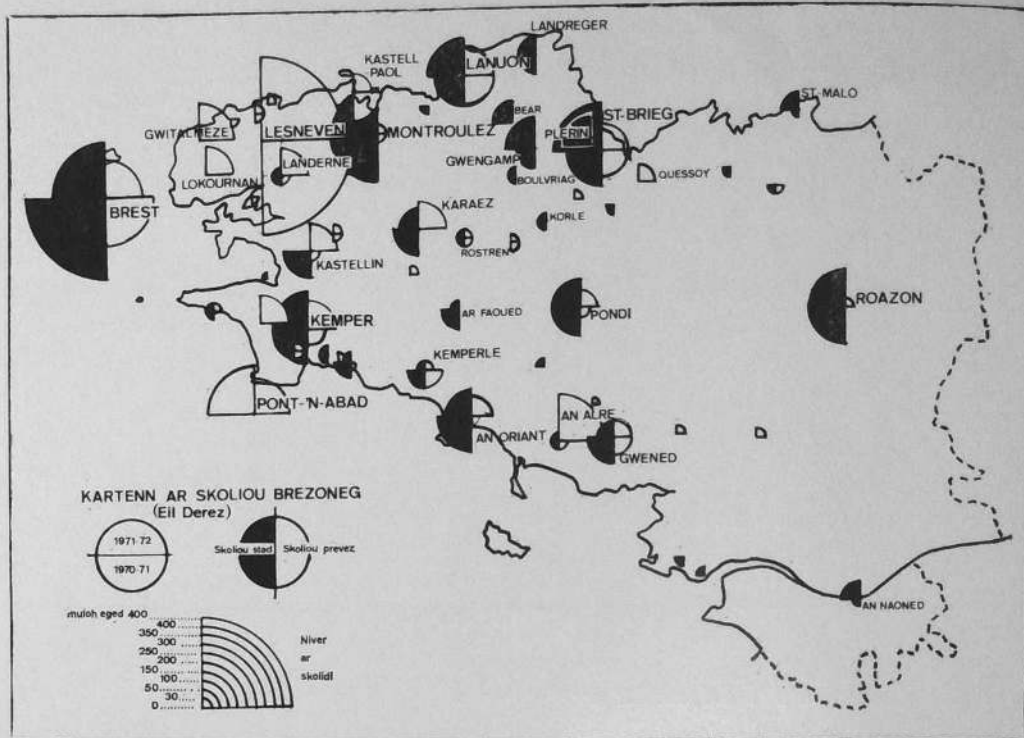 LANDREGER
KASTELL
PAOL
LANUON
ST-MALO
GWITALMEZE
LESNEVEN
MONTROULEZ
BEAR
ST-BRIEG
PLERIN
LANDERNE
GWENGAMP
LOKOURNAN
BOULVRIAG
QUESSOY
BREST
KARAEZ
KORLE
ROSTREN
KASTELLIN
ROAZON
KEMPER
AR FAOUED
PONDI
KEMPERLE
PONT-'N-ABAD
AN ALRE
AN ORIANT
GWENED
AN NAONED
KARTENN AR SKOLIOU BREZONEG
(Eil Derez)
1971-72
1970-71
Skoliou stad
Skoliou prevez
muioh eged 400
400
350
300
250
200
150
100
50
30
0
Niver
ar
skolidi